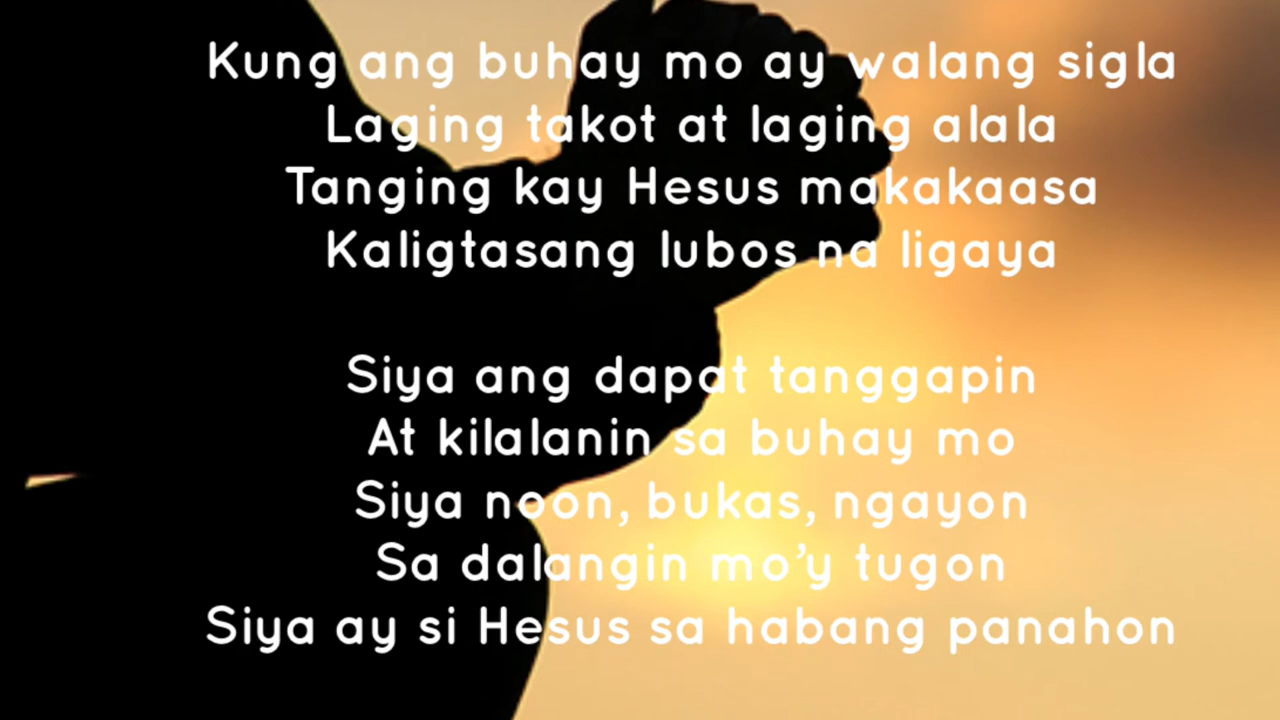 Kung ang buhay mo ay walang sigla
Laging takot at laging alala
Tanging kay Hesus makakaasa
Kaligtasang lubos na ligaya
Siya ang dapat tanggapin
At kilalanin sa buhay mo
Siya noon, bukas, ngayon
Sa dalangin mo’y tugon
Siya ay si Hesus sa habang panahon